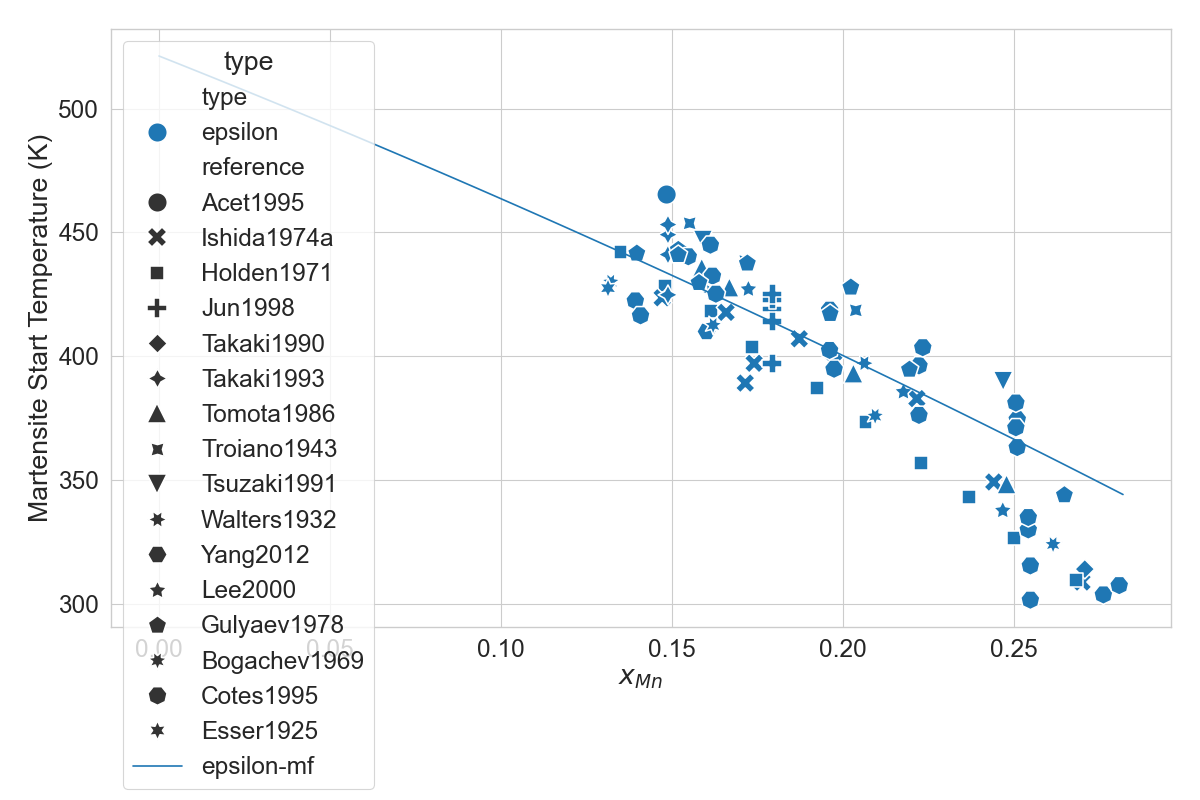 type
type
epsilon
reference
Acet1995
Ishida1974a
Holden1971
Jun1998
Takaki1990
Takaki1993
Tomota1986
Troiano1943
Tsuzaki1991
Walters1932
Yang2012
Lee2000
Gulyaev1978
Bogachev1969
Cotes1995
Esser1925
epsilon-mf
Martensite Start Temperature (K)
500
450
400
350
300
0.00 0.05 0.10 0.15 0.20 0.25
xMn